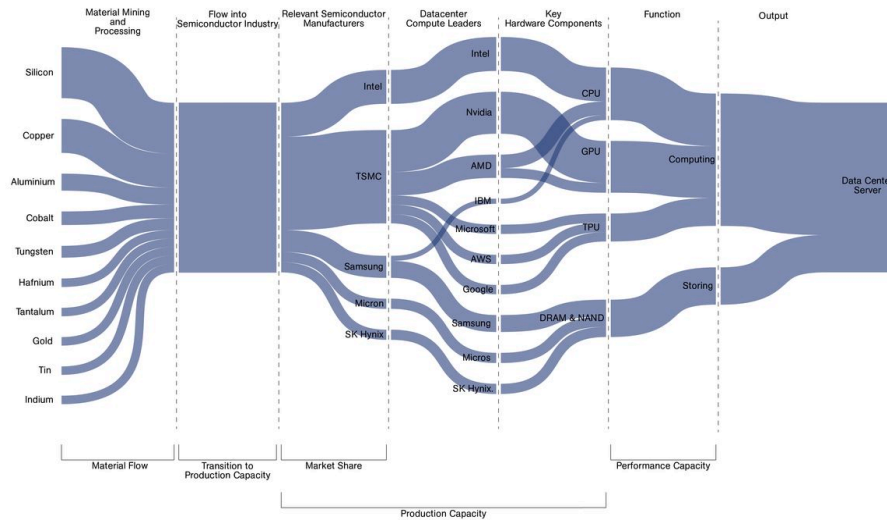 Material Mining
and
Processing
Flow into
Semiconductor Industry
Relevant Semiconductor
Manufacturers
Datacenter
Compute Leaders
Key
Hardware Components
Function
Output
Silicon
Copper
Aluminium
Cobalt
Tungsten
Hafnium
Tantalum
Gold
Tin
Indium
Intel
TSMC
Samsung
Micron
SK Hynix
Intel
Nvidia
AMD
IBM
Microsoft
AWS
Google
Samsung
Micros
SK Hynix.
CPU
GPU
TPU
DRAM & NAND
Computing
Storing
Data Cente
Server
Material Flow
Transition to
Production Capacity
Market Share
Performance Capacity
Production Capacity